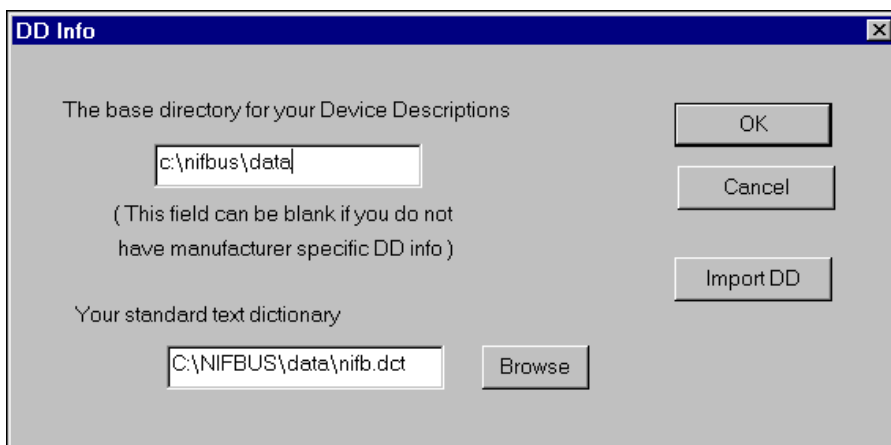 DD Info
The base directory for your Device Descriptions
OK
c:\nifbus\data
Cancel
( This field can be blank if you do not
have manufacturer specific DD info )
Import DD
Your standard text dictionary
C:\NIFBUS\data\nifb.dct
Browse